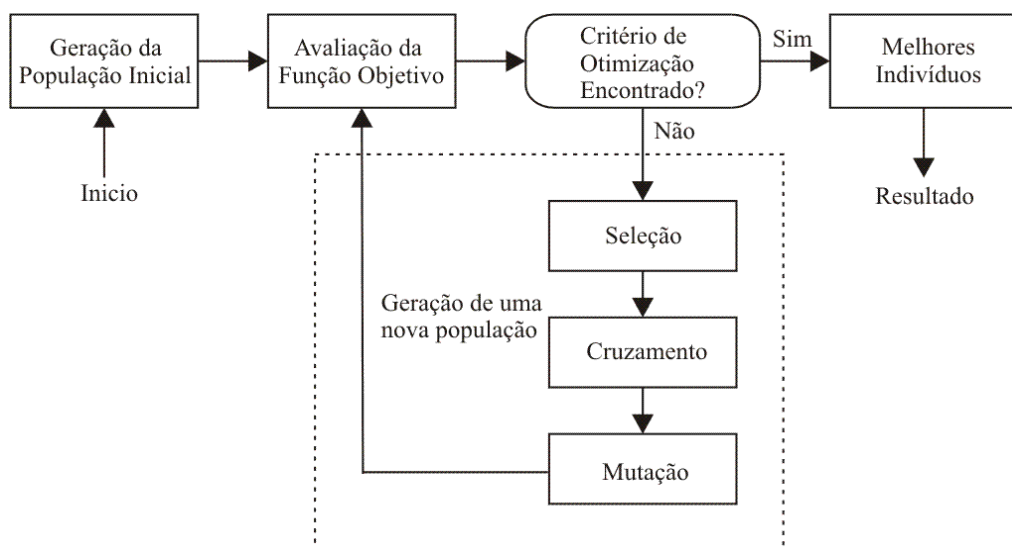 Geração da
População Inicial
Avaliação da
Função Objetivo
Critério de
Otimização
Encontrado?
Sim
Melhores
Indivíduos
Inicio
Não
Resultado
Seleção
Geração de uma
nova população
Cruzamento
Mutação